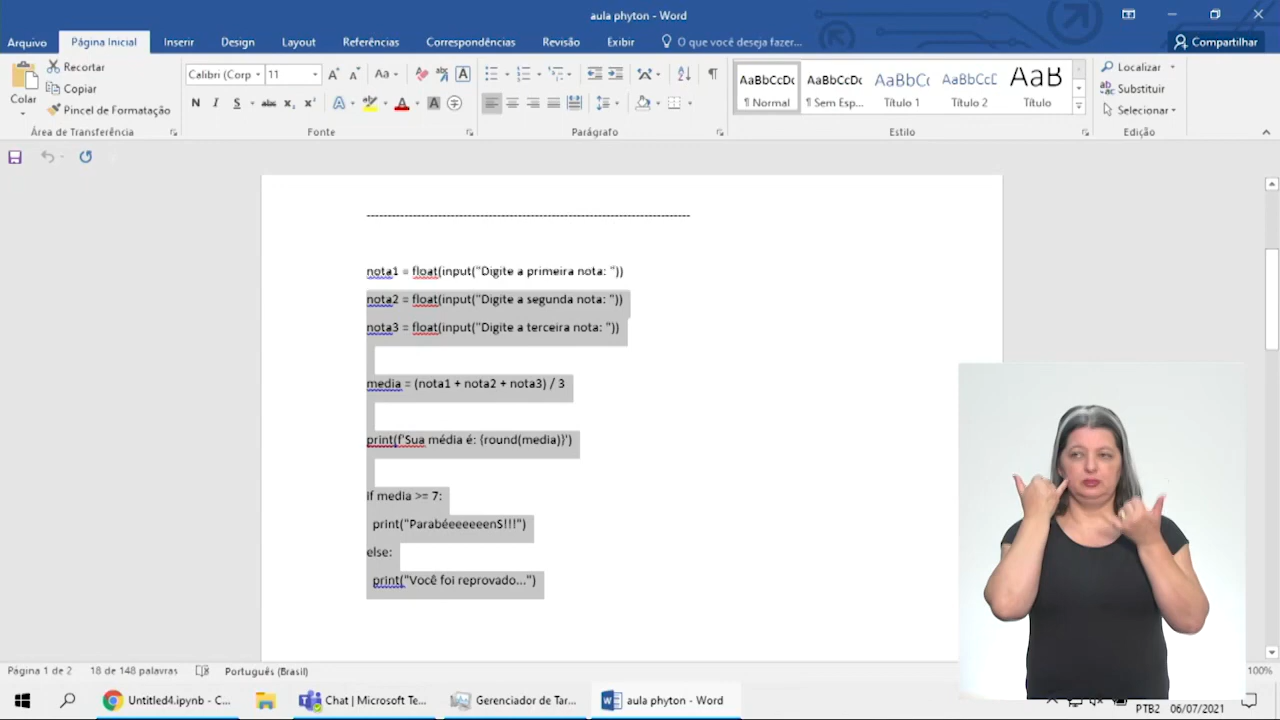 aula phyton - Word
Arquivo Página Inicial Inserir Design Layout Referências Correspondências Revisão Exibir O que você deseja fazer... Compartilhar
Colar
Recortar
Copiar
Pincel de Formatação
Área de Transferência
Calibri (Corp 11
Fonte
Parágrafo
AaBbCcDc AaBbCcDc AaBbC AaBbCcD AaB
¶ Normal ¶ Sem Esp... Título 1 Título 2 Título
Estilo
Localizar
Substituir
Selecionar
Edição
--------------------------------------------------------------------------------
nota1 = float(input("Digite a primeira nota: "))
nota2 = float(input("Digite a segunda nota: "))
nota3 = float(input("Digite a terceira nota: "))
media = (nota1 + nota2 + nota3) / 3
print(f'Sua média é: {round(media)}')
If media >= 7:
print("ParabéeeeeeenS!!!")
else:
print("Você foi reprovado...")
Página 1 de 2 18 de 148 palavras Português (Brasil) 100%
Untitled4.ipynb - C... Chat | Microsoft Te... Gerenciador de Tar... aula phyton - Word
PTB2 06/07/2021